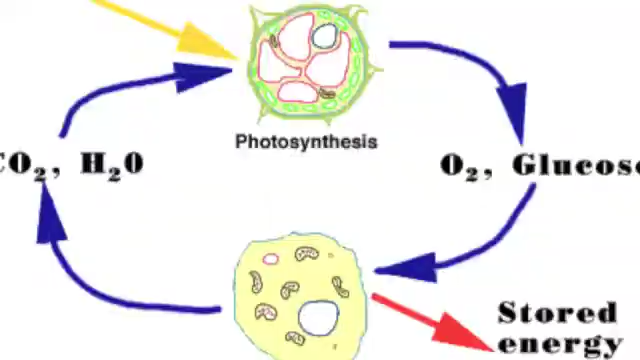 Photosynthesis
CO₂, H₂O
O₂, Glucose
Stored
energy